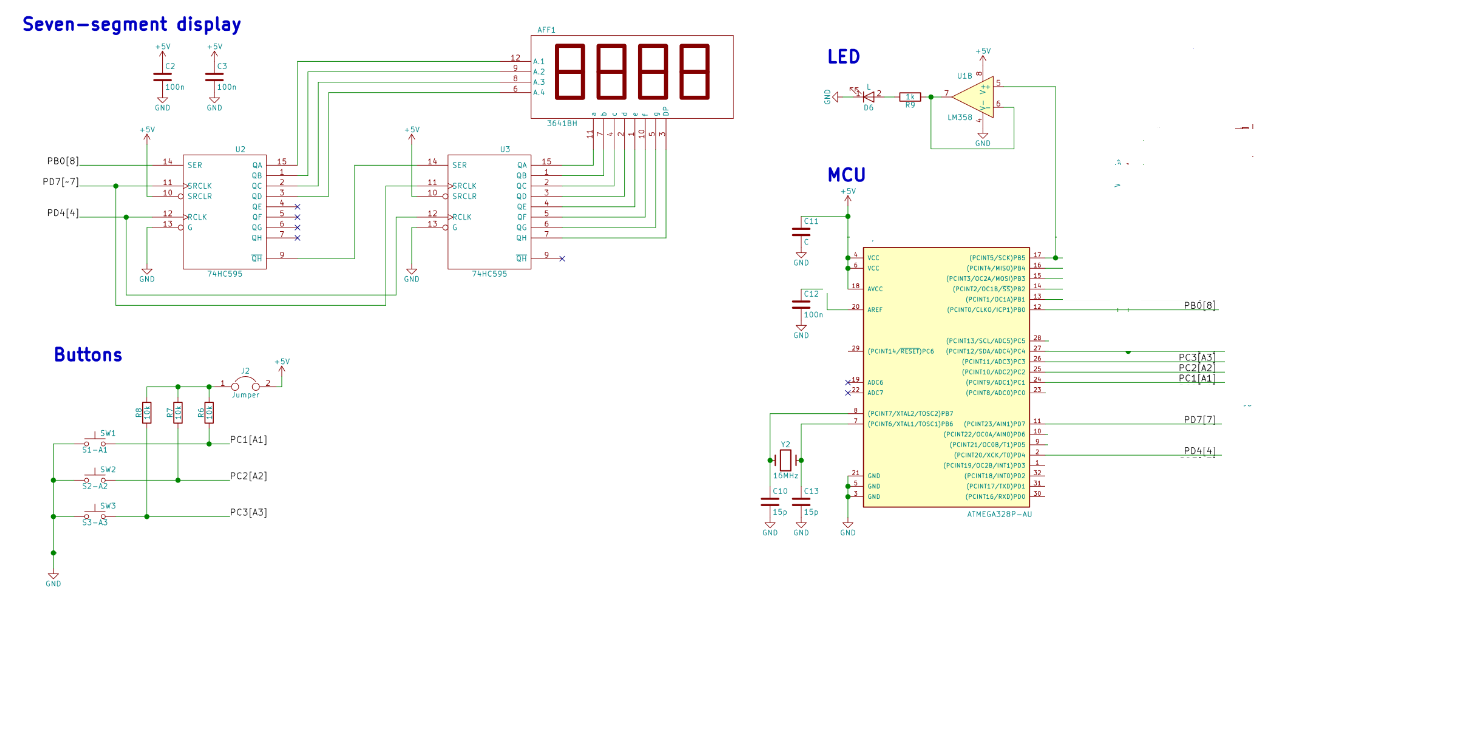 Seven-segment display
+5V +5V
C2 C3
100n 100n
GND GND
AFF1
12 A.1
9 A.2
8 A.3
6 A.4
a b c d e f g DP
11 7 4 2 1 10 5 3
3641BH
+5V +5V
U2
PB0[8] 14 SER QA 15
QB 1
PD7[~7] 11 SRCLK QC 2
10 SRCLR QD 3
QE 4
PD4[4] 12 RCLK QF 5
13 G QG 6
QH 7
QH 9
GND
74HC595
U3
14 SER QA 15
QB 1
11 SRCLK QC 2
10 SRCLR QD 3
QE 4
12 RCLK QF 5
13 G QG 6
QH 7
QH 9
GND
74HC595
Buttons
+5V
J2
1 2
Jumper
R8 R7 R6
10k 10k 10k
SW1 PC1[A1]
S1-A1
SW2 PC2[A2]
S2-A2
SW3 PC3[A3]
S3-A3
GND
LED
+5V
8
U1B
5
V+
GND 1 L 2 1k 7
D6 R9
6
V-
LM358
4
GND
MCU
+5V
C11
C
GND
C12
100n
GND
4 VCC (PCINT5/SCK)PB5 17
6 VCC (PCINT4/MISO)PB4 16
(PCINT3/OC2A/MOSI)PB3 15
18 AVCC (PCINT2/OC1B/SS)PB2 14
(PCINT1/OC1A)PB1 13
20 AREF (PCINT0/CLKO/ICP1)PB0 12 PB0[8]
(PCINT13/SCL/ADC5)PC5 28
29 (PCINT14/RESET)PC6 (PCINT12/SDA/ADC4)PC4 27
(PCINT11/ADC3)PC3 26 PC3[A3]
(PCINT10/ADC2)PC2 25 PC2[A2]
19 ADC6 (PCINT9/ADC1)PC1 24 PC1[A1]
22 ADC7 (PCINT8/ADC0)PC0 23
8 (PCINT7/XTAL2/TOSC2)PB7
7 (PCINT6/XTAL1/TOSC1)PB6 (PCINT23/AIN1)PD7 11 PD7[7]
(PCINT22/OC0A/AIN0)PD6 10
(PCINT21/OC0B/T1)PD5 9
(PCINT20/XCK/T0)PD4 2 PD4[4]
(PCINT19/OC2B/INT1)PD3 1
21 GND (PCINT18/INT0)PD2 32
5 GND (PCINT17/TXD)PD1 31
3 GND (PCINT16/RXD)PD0 30
Y2
16MHz
C10 C13
15p 15p
GND GND GND
ATMEGA328P-AU